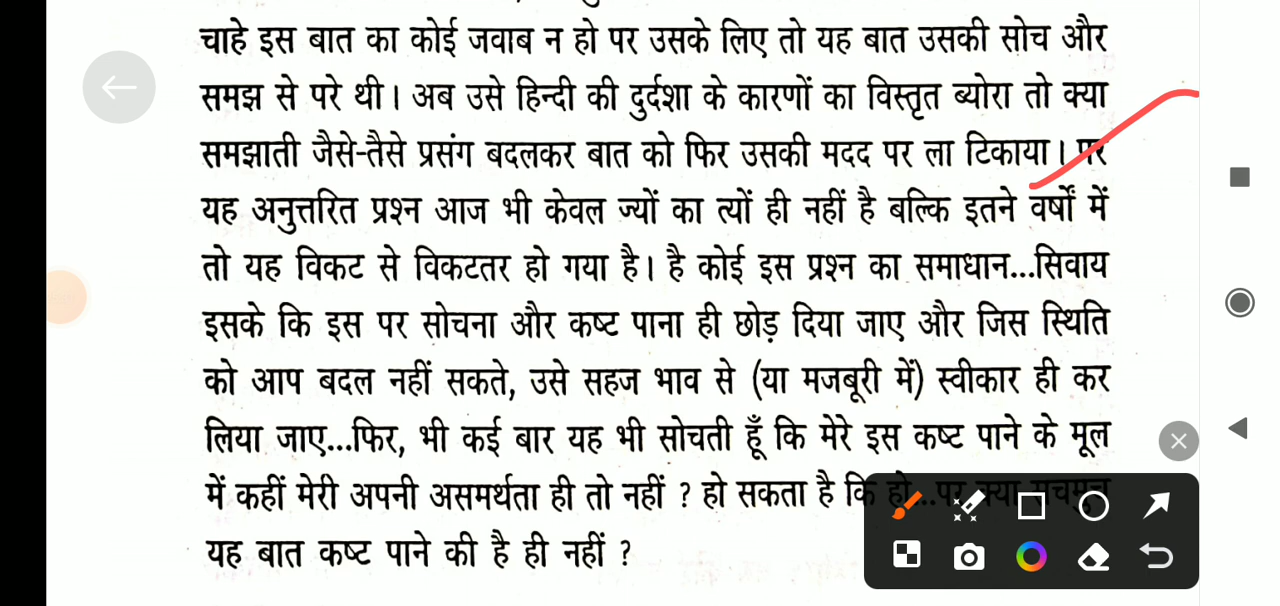 चाहे इस बात का कोई जवाब न हो पर उसके लिए तो यह बात उसकी सोच और
समझ से परे थी। अब उसे हिन्दी की दुर्दशा के कारणों का विस्तृत ब्योरा तो क्या
समझाती जैसे-तैसे प्रसंग बदलकर बात को फिर उसकी मदद पर ला टिकाया। पर
यह अनुत्तरित प्रश्न आज भी केवल ज्यों का त्यों ही नहीं है बल्कि इतने वर्षों में
तो यह विकट से विकटतर हो गया है। है कोई इस प्रश्न का समाधान...सिवाय
इसके कि इस पर सोचना और कष्ट पाना ही छोड़ दिया जाए और जिस स्थिति
को आप बदल नहीं सकते, उसे सहज भाव से (या मजबूरी में) स्वीकार ही कर
लिया जाए...फिर, भी कई बार यह भी सोचती हूँ कि मेरे इस कष्ट पाने के मूल
में कहीं मेरी अपनी असमर्थता ही तो नहीं ? हो सकता है कि हो...पर क्या सचमुच
यह बात कष्ट पाने की है ही नहीं ?